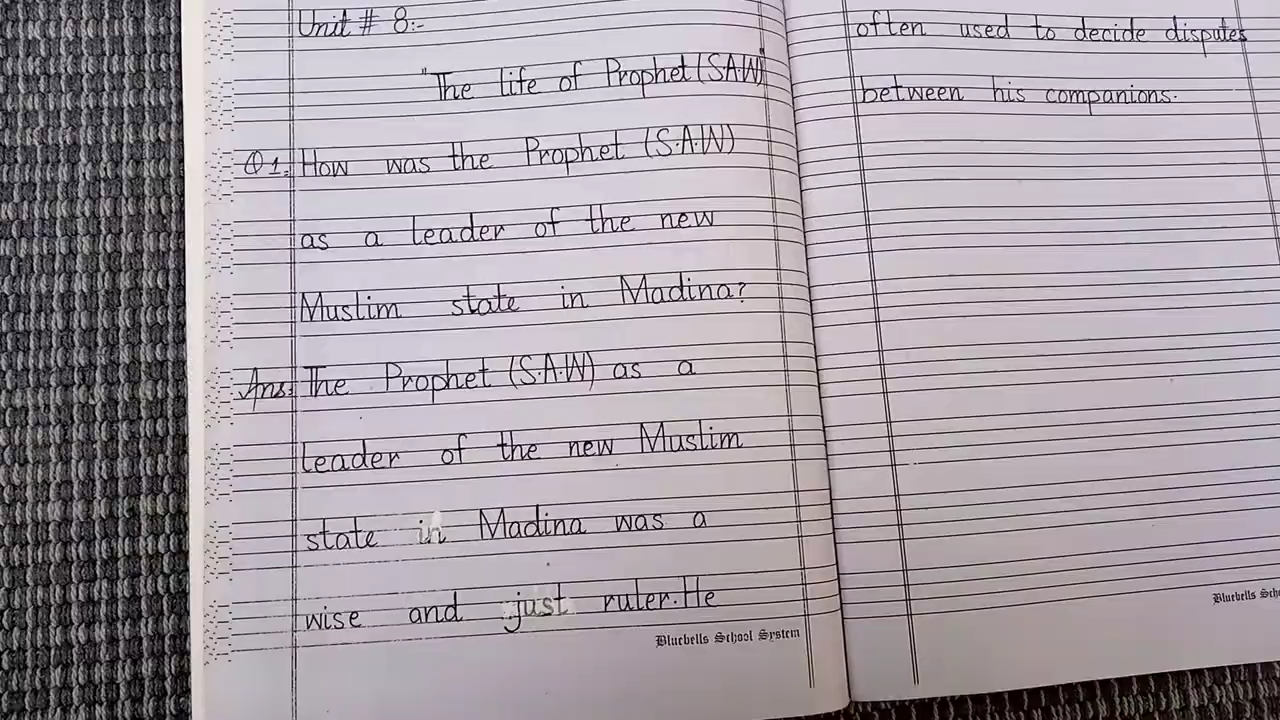 Unit # 8:-
"The life of Prophet (S.A.W)"
Q1: How was the Prophet (S.A.W)
as a leader of the new
Muslim state in Madina?
Ans: The Prophet (S.A.W) as a
leader of the new Muslim
state in Madina was a
wise and just ruler. He
Bluebells School System
often used to decide disputes
between his companions.
Bluebells